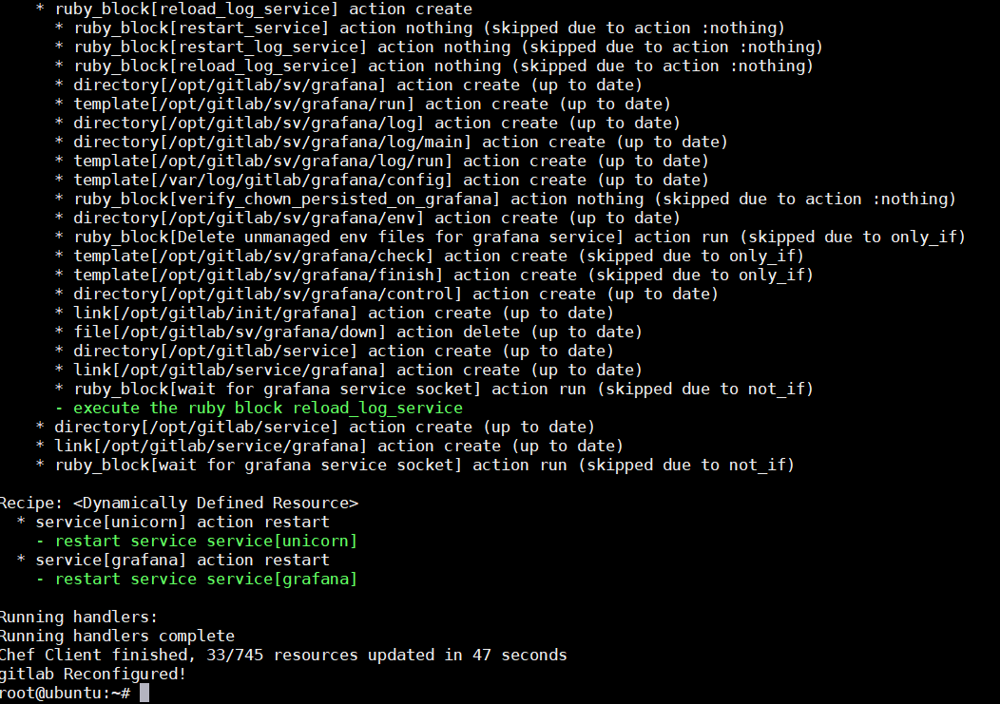 * ruby_block[reload_log_service] action create
* ruby_block[restart_service] action nothing (skipped due to action :nothing)
* ruby_block[restart_log_service] action nothing (skipped due to action :nothing)
* ruby_block[reload_log_service] action nothing (skipped due to action :nothing)
* directory[/opt/gitlab/sv/grafana] action create (up to date)
* template[/opt/gitlab/sv/grafana/run] action create (up to date)
* directory[/opt/gitlab/sv/grafana/log] action create (up to date)
* directory[/opt/gitlab/sv/grafana/log/main] action create (up to date)
* template[/opt/gitlab/sv/grafana/log/run] action create (up to date)
* template[/var/log/gitlab/grafana/config] action create (up to date)
* ruby_block[verify_chown_persisted_on_grafana] action nothing (skipped due to action :nothing)
* directory[/opt/gitlab/sv/grafana/env] action create (up to date)
* ruby_block[Delete unmanaged env files for grafana service] action run (skipped due to only_if)
* template[/opt/gitlab/sv/grafana/check] action create (skipped due to only_if)
* template[/opt/gitlab/sv/grafana/finish] action create (skipped due to only_if)
* directory[/opt/gitlab/sv/grafana/control] action create (up to date)
* link[/opt/gitlab/init/grafana] action create (up to date)
* file[/opt/gitlab/sv/grafana/down] action delete (up to date)
* directory[/opt/gitlab/service] action create (up to date)
* link[/opt/gitlab/service/grafana] action create (up to date)
* ruby_block[wait for grafana service socket] action run (skipped due to not_if)
- execute the ruby block reload_log_service
* directory[/opt/gitlab/service] action create (up to date)
* link[/opt/gitlab/service/grafana] action create (up to date)
* ruby_block[wait for grafana service socket] action run (skipped due to not_if)
Recipe: <Dynamically Defined Resource>
* service[unicorn] action restart
- restart service service[unicorn]
* service[grafana] action restart
- restart service service[grafana]
Running handlers:
Running handlers complete
Chef Client finished, 33/745 resources updated in 47 seconds
gitlab Reconfigured!
root@ubuntu:~#